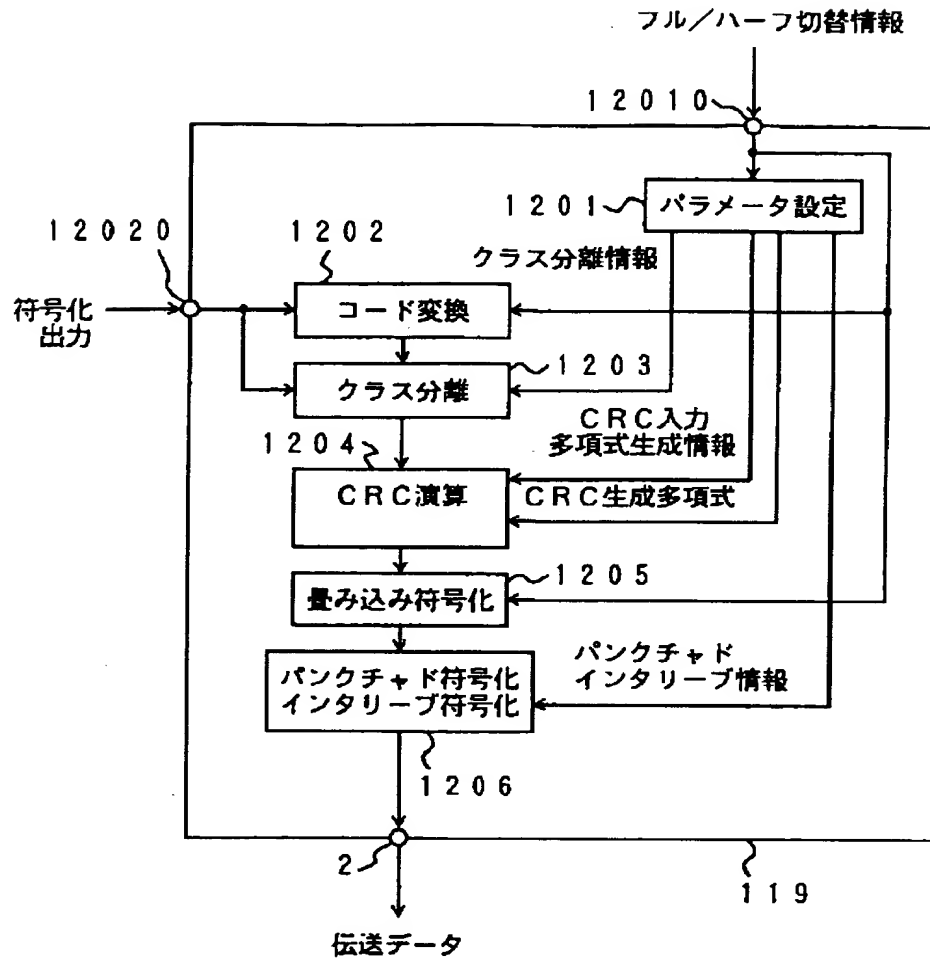 フル／ハーフ切替情報
12010
1201
パラメータ設定
12020
1202
クラス分離情報
符号化
出力
コード変換
1203
クラス分離
1204
CRC入力
多項式生成情報
CRC演算
CRC生成多項式
1205
畳み込み符号化
パンクチャド
インタリーブ情報
パンクチャド符号化
インタリーブ符号化
1206
2
119
伝送データ